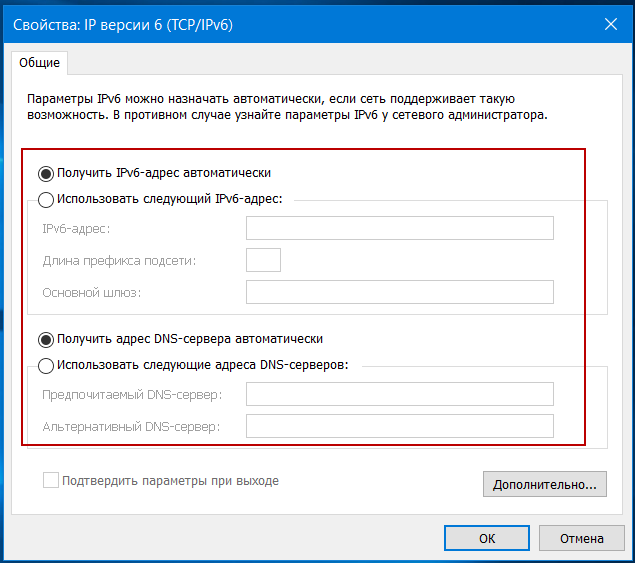 Свойства: IP версии 6 (TCP/IPv6)
Общие
Параметры IPv6 можно назначать автоматически, если сеть поддерживает такую
возможность. В противном случае узнайте параметры IPv6 у сетевого администратора.
Получить IPv6-адрес автоматически
Использовать следующий IPv6-адрес:
IPv6-адрес:
Длина префикса подсети:
Основной шлюз:
Получить адрес DNS-сервера автоматически
Использовать следующие адреса DNS-серверов:
Предпочитаемый DNS-сервер:
Альтернативный DNS-сервер:
Подтвердить параметры при выходе
Дополнительно...
ОК
Отмена